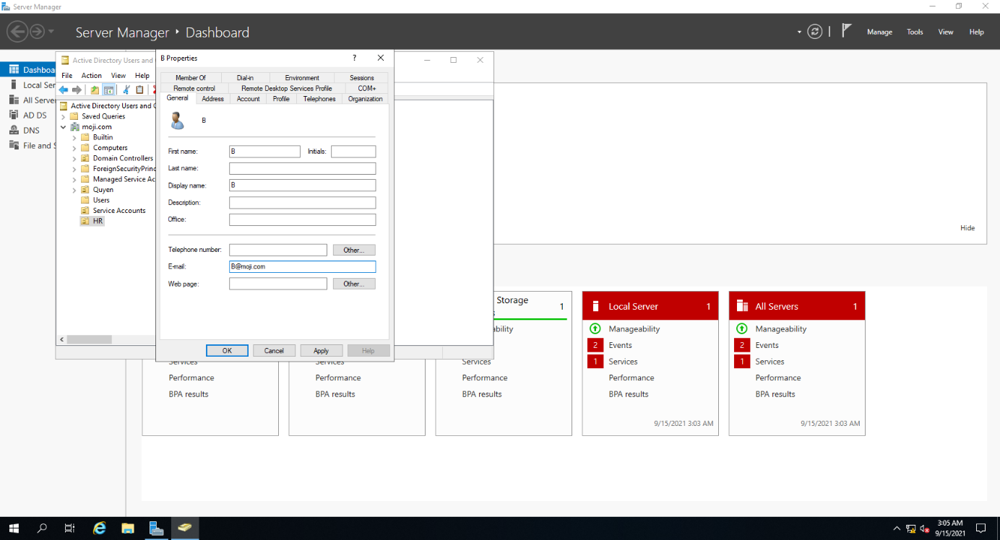 Server Manager
Server Manager • Dashboard
Manage Tools View Help
Dashboa
Local Ser
All Serve
AD DS
DNS
File and S
Active Directory Users and
File Action View Help
Active Directory Users and C
Saved Queries
moji.com
Builtin
Computers
Domain Controllers
ForeignSecurityPrinc
Managed Service Ac
Quyen
Users
Service Accounts
HR
B Properties
?
Member Of Dial-in Environment Sessions
Remote control Remote Desktop Services Profile COM+
General Address Account Profile Telephones Organization
B
First name: B Initials:
Last name:
Display name: B
Description:
Office:
Telephone number: Other...
E-mail: B@moji.com
Web page: Other...
OK Cancel Apply Help
Hide
Services
Performance
BPA results
Services
Performance
BPA results
Storage 1
s
ability
Services
Performance
BPA results
Local Server 1
Manageability
2 Events
1 Services
Performance
BPA results
9/15/2021 3:03 AM
All Servers 1
Manageability
2 Events
1 Services
Performance
BPA results
9/15/2021 3:03 AM
3:05 AM
9/15/2021